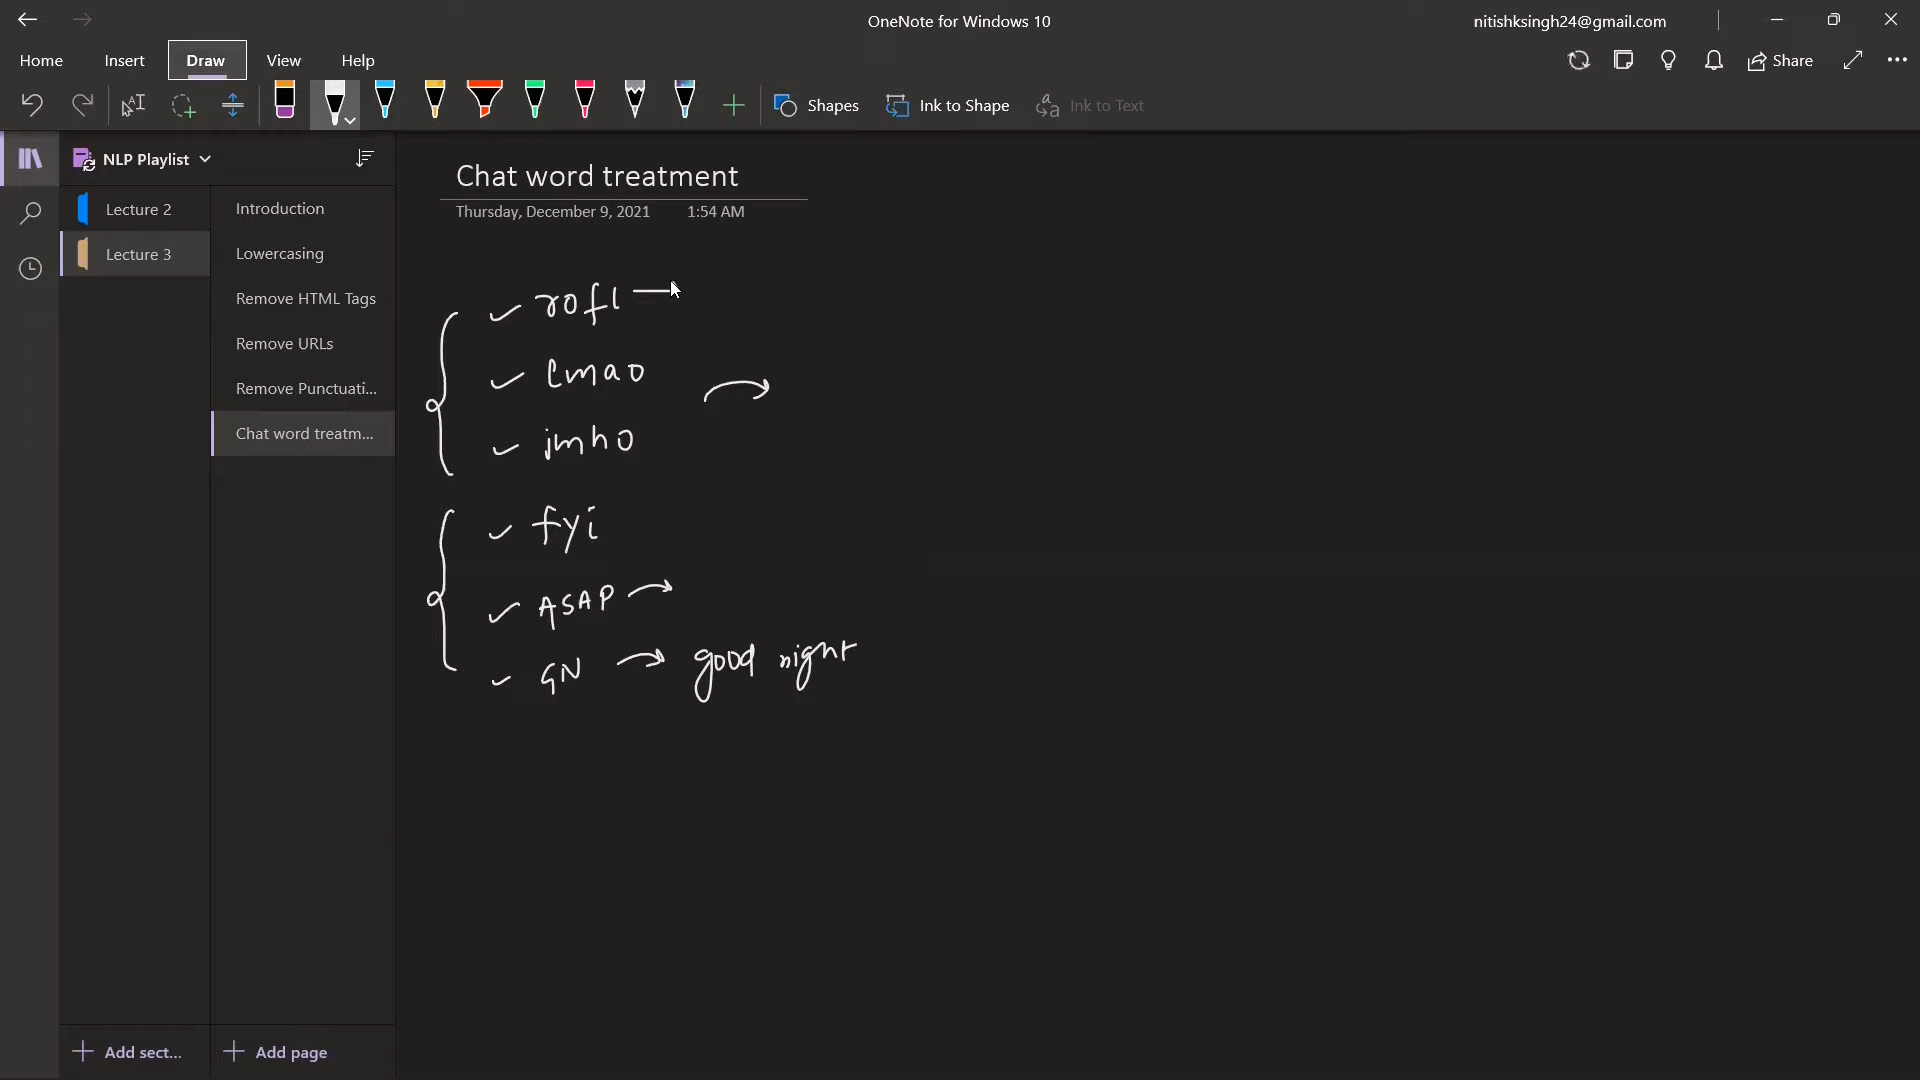 OneNote for Windows 10
nitishksingh24@gmail.com
Home Insert Draw View Help
Share
Shapes Ink to Shape Ink to Text
NLP Playlist
Lecture 2
Lecture 3
Introduction
Lowercasing
Remove HTML Tags
Remove URLs
Remove Punctuati...
Chat word treatm...
Chat word treatment
Thursday, December 9, 2021 1:54 AM
rofl
lmao
imho
fyi
ASAP
GN → good night
Add sect...
Add page